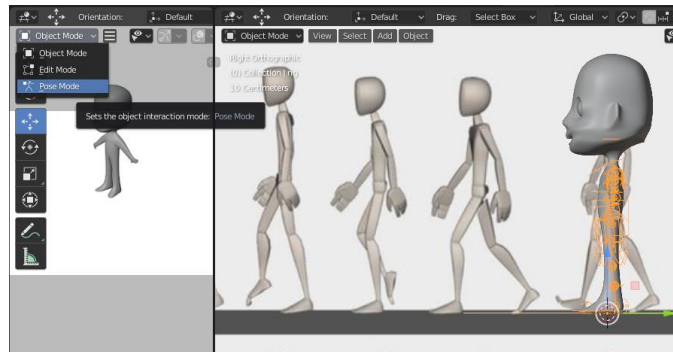 Orientation: Default
Object Mode
Object Mode
Edit Mode
Pose Mode
Sets the object interaction mode: Pose Mode
Orientation: Default Drag: Select Box Global
Object Mode View Select Add Object
Right Orthographic
(0) Collection | rig
10 Centimeters